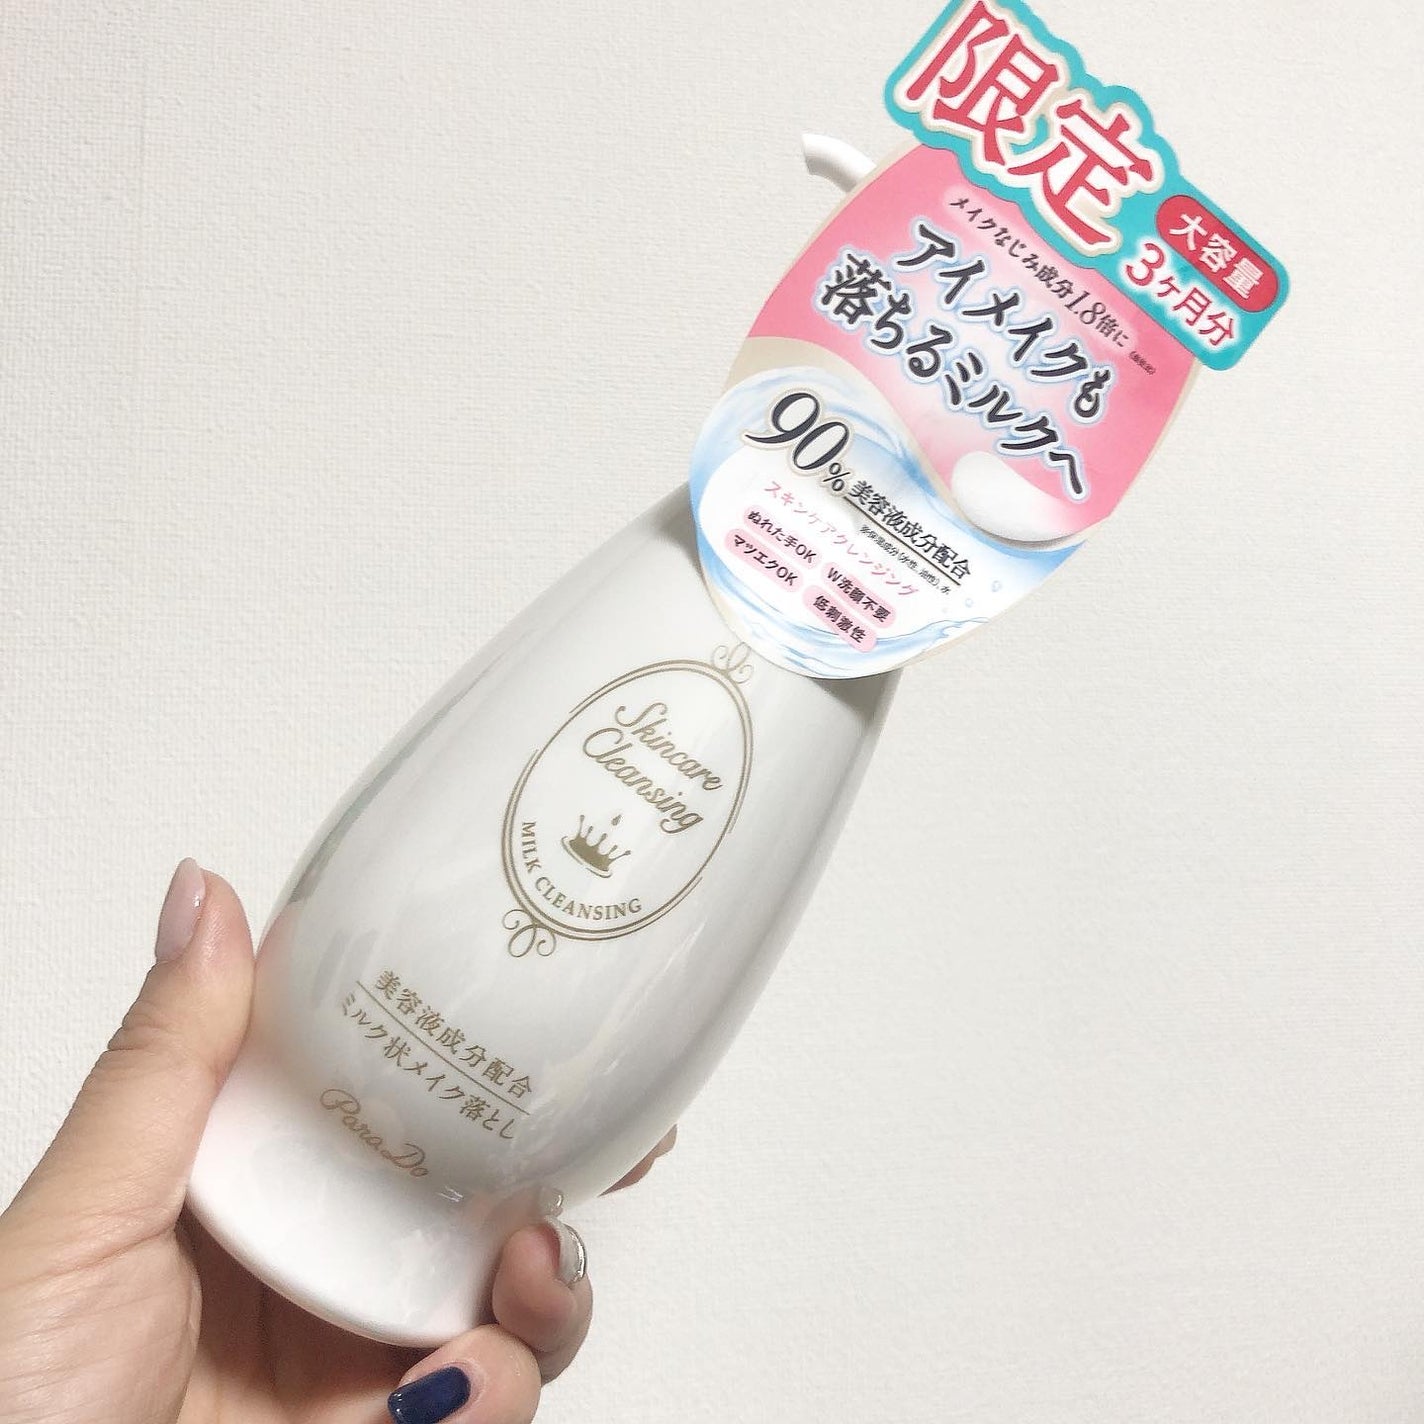 限定
大容量
3ヶ月分
メイクなじみ成分1.8倍に
アイメイクも
落ちるミルクへ
90%美容液成分配合
スキンケアクレンジング
ぬれた手OK W洗顔不要
マツエクOK 低刺激性
Skincare
Cleansing
MILK CLEANSING
美容液成分配合
ミルク状メイク落とし
ParaDo